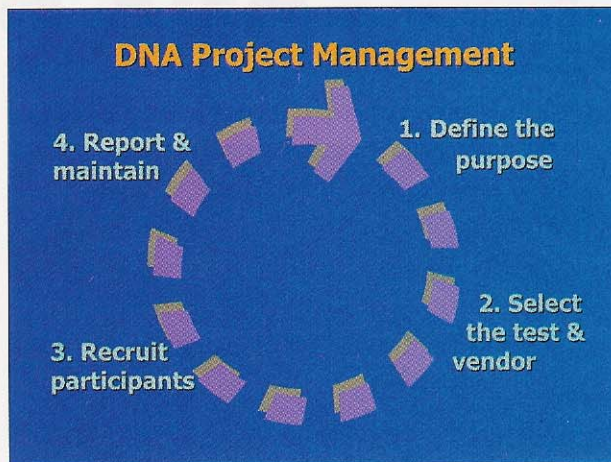 DNA Project Management
1. Define the
purpose
2. Select
the test &
vendor
3. Recruit
participants
4. Report &
maintain